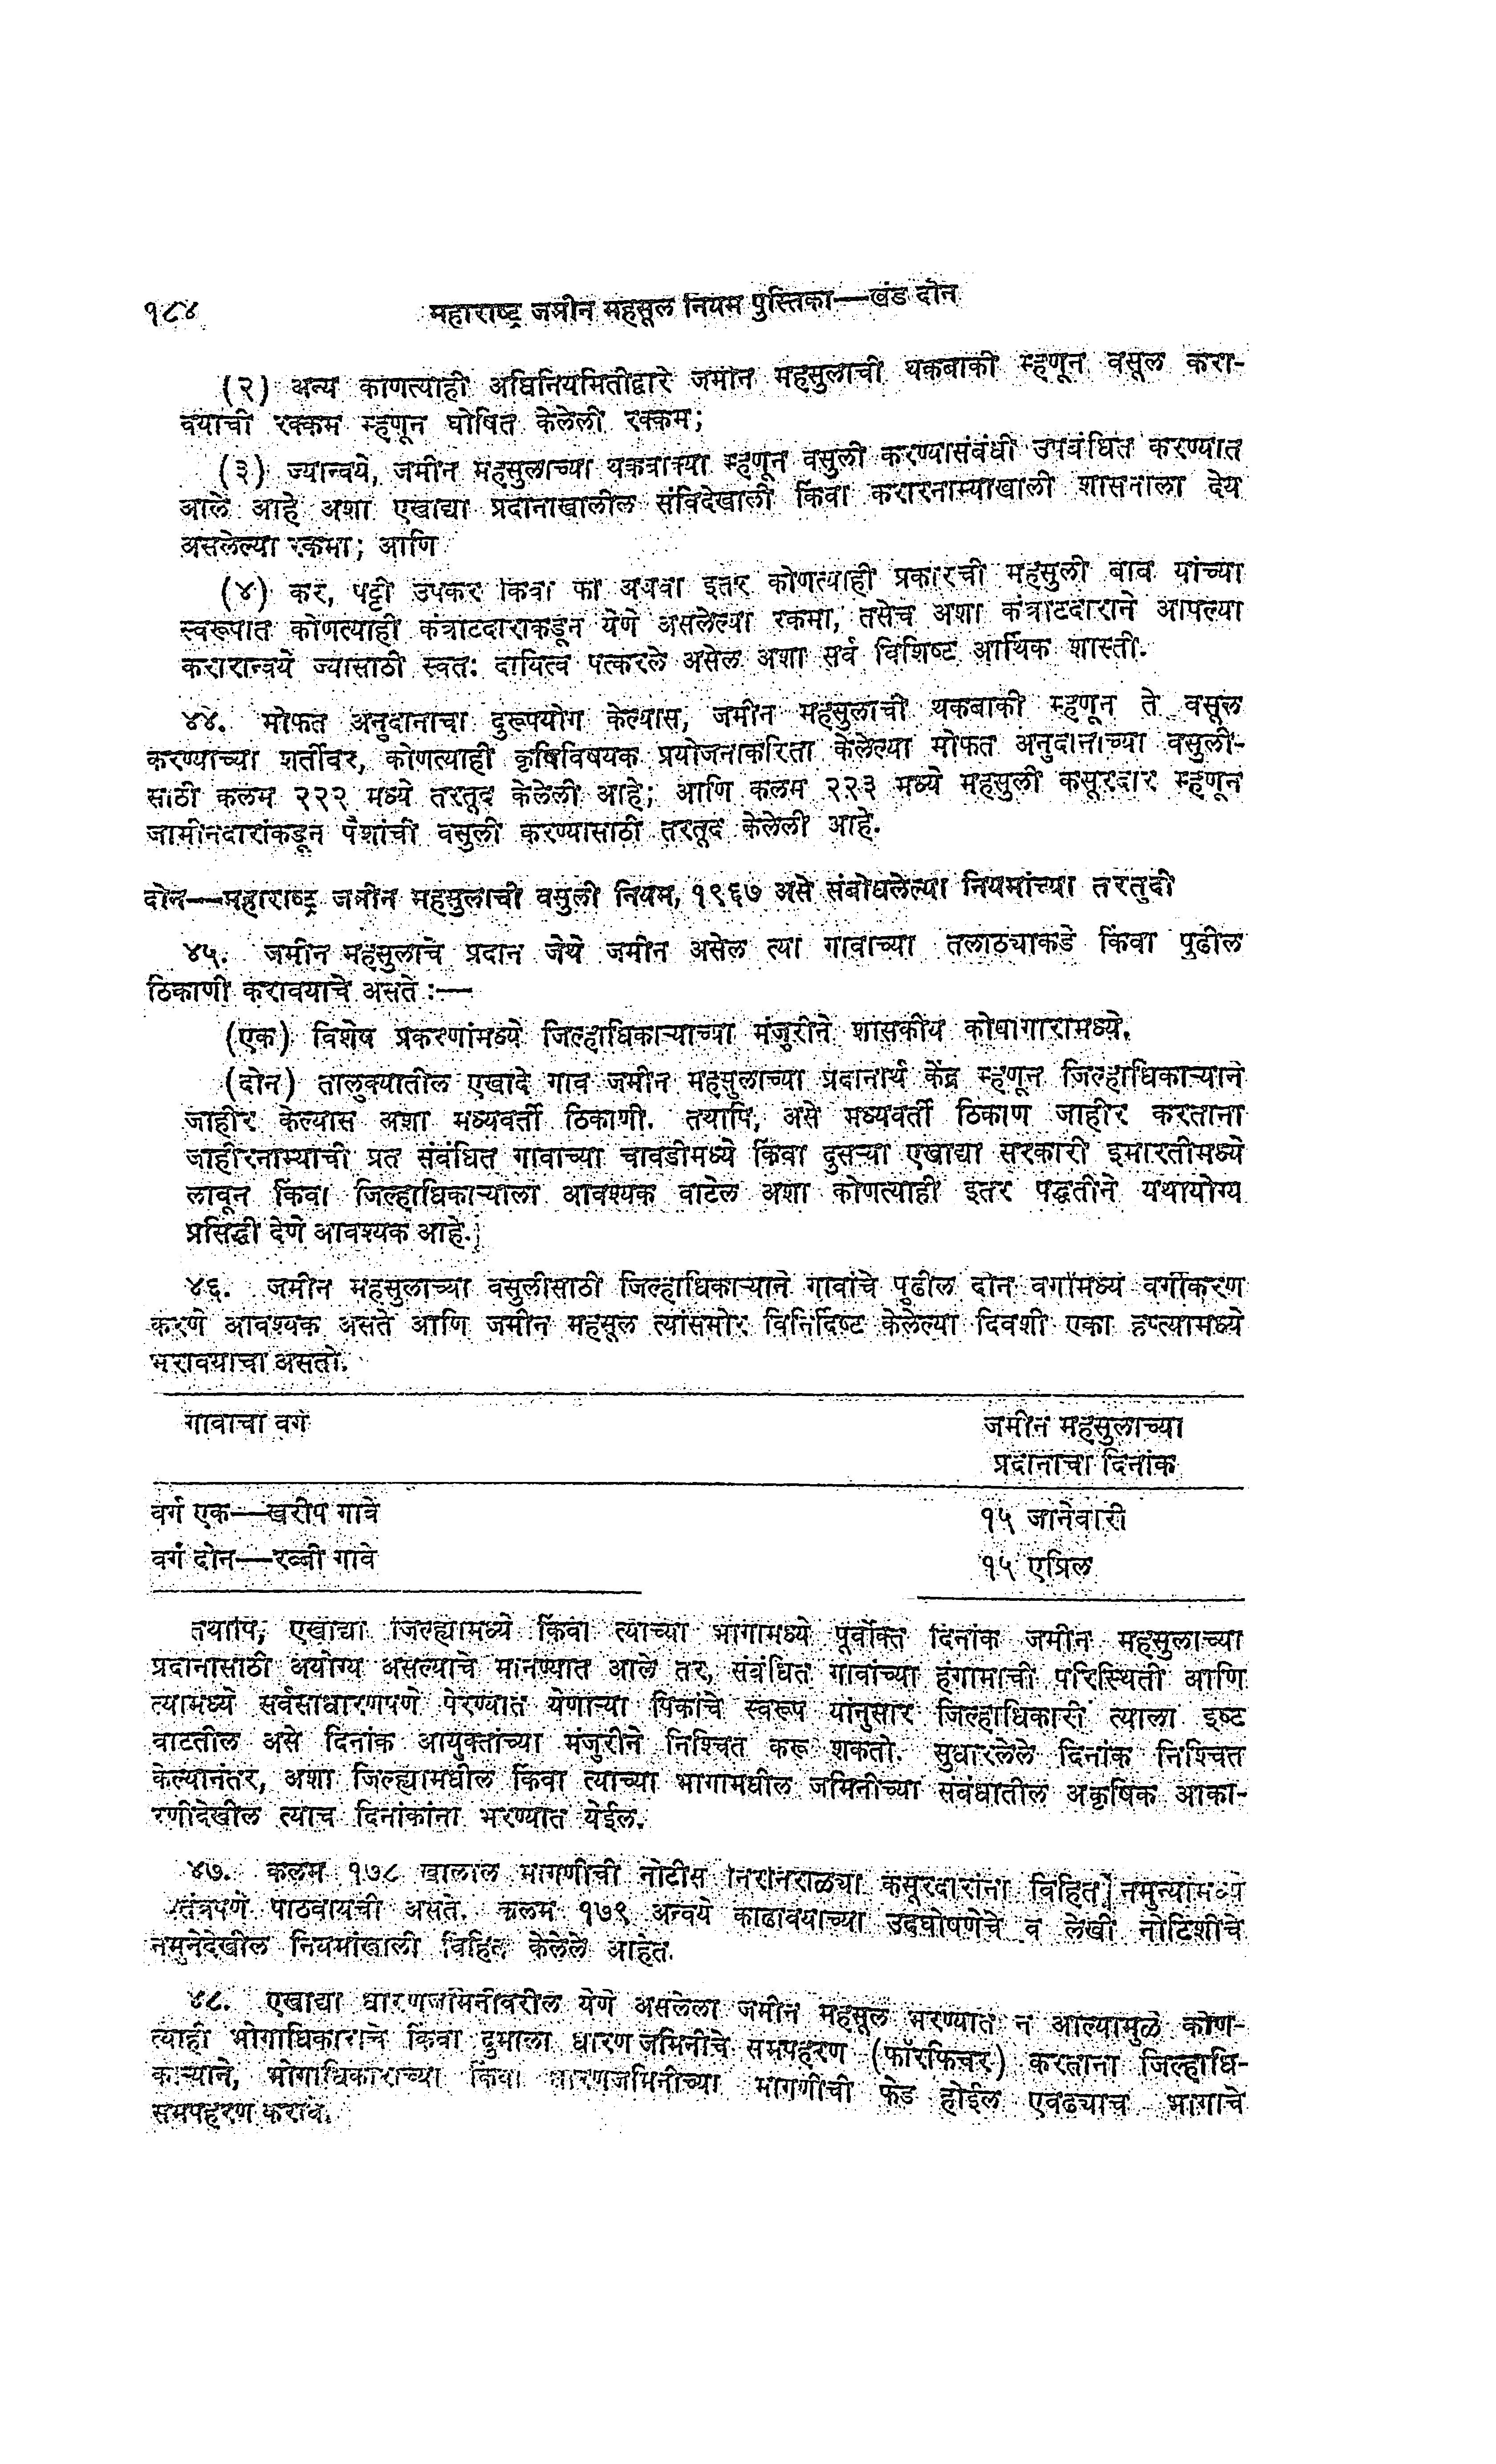 १८४ महाराष्ट्र जमीन महसूल नियम पुस्तिका—खंड दोन
(२) अन्य कोणत्याही अधिनियमितीद्वारे जमीन महसुलाची थकबाकी म्हणून वसूल करा-
वयाची रक्कम म्हणून घोषित केलेली रक्कम;
(३) ज्यान्वये, जमीन महसुलाच्या थकबाक्या म्हणून वसुली करण्यासंबंधी उपबंधित करण्यात
आले आहे अशा एखाद्या प्रदानाखालील संविदेखाली किंवा करारनाम्याखाली शासनाला देय
असलेल्या रकमा; आणि
(४) कर, पट्टी उपकर किंवा फी अथवा इतर कोणत्याही प्रकारची महसुली बाब यांच्या
स्वरूपात कोणत्याही कंत्राटदाराकडून येणे असलेल्या रकमा, तसेच अशा कंत्राटदाराने आपल्या
करारान्वये ज्यासाठी स्वतः दायित्व पत्करले असेल अशा सर्व विशिष्ट आर्थिक शास्ती.
४४. मोफत अनुदानाचा दुरूपयोग केल्यास, जमीन महसुलाची थकबाकी म्हणून ते वसूल
करण्याच्या शर्तीवर, कोणत्याही कृषिविषयक प्रयोजनाकरिता केलेल्या मोफत अनुदानाच्या वसुली-
साठी कलम २२२ मध्ये तरतूद केलेली आहे; आणि कलम २२३ मध्ये महसुली कसूरदार म्हणून
जामीनदारांकडून पैशांची वसुली करण्यासाठी तरतूद केलेली आहे.
दोन—महाराष्ट्र जमीन महसुलाची वसुली नियम, १९६७ असे संबोधलेल्या नियमांच्या तरतुदी
४५. जमीन महसुलाचे प्रदान जेथे जमीन असेल त्या गावाच्या तलाठ्याकडे किंवा पुढील
ठिकाणी करावयाचे असते :—
(एक) विशेष प्रकरणांमध्ये जिल्हाधिकाऱ्याच्या मंजुरीने शासकीय कोषागारामध्ये.
(दोन) तालुक्यातील एखादे गाव जमीन महसुलाच्या प्रदानार्थ केंद्र म्हणून जिल्हाधिकाऱ्याने
जाहीर केल्यास अशा मध्यवर्ती ठिकाणी. तथापि, असे मध्यवर्ती ठिकाण जाहीर करताना
जाहीरनाम्याची प्रत संबंधित गावाच्या चावडीमध्ये किंवा दुसऱ्या एखाद्या सरकारी इमारतीमध्ये
लावून किंवा जिल्हाधिकाऱ्याला आवश्यक वाटेल अशा कोणत्याही इतर पद्धतीने यथायोग्य
प्रसिद्धी देणे आवश्यक आहे.
४६. जमीन महसुलाच्या वसुलीसाठी जिल्हाधिकाऱ्याने गावांचे पुढील दोन वर्गांमध्ये वर्गीकरण
करणे आवश्यक असते आणि जमीन महसूल त्यांसमोर विनिर्दिष्ट केलेल्या दिवशी एका हप्त्यामध्ये
भरावयाचा असतो.
गावाचा वर्ग जमीन महसुलाच्या
प्रदानाचा दिनांक
वर्ग एक—खरीप गावे १५ जानेवारी
वर्ग दोन—रब्बी गावे १५ एप्रिल
तथापि, एखाद्या जिल्ह्यामध्ये किंवा त्याच्या भागामध्ये पूर्वोक्त दिनांक जमीन महसुलाच्या
प्रदानासाठी अयोग्य असल्याचे मानण्यात आले तर, संबंधित गावांच्या हंगामाची परिस्थिती आणि
त्यामध्ये सर्वसाधारणपणे पेरण्यात येणाऱ्या पिकांचे स्वरूप यांनुसार जिल्हाधिकारी त्याला इष्ट
वाटतील असे दिनांक आयुक्तांच्या मंजुरीने निश्चित करू शकतो. सुधारलेले दिनांक निश्चित
केल्यानंतर, अशा जिल्ह्यामधील किंवा त्याच्या भागामधील जमिनीच्या संबंधातील अकृषिक आका-
रणीदेखील त्याच दिनांकांना भरण्यात येईल.
४७. कलम १७८ खालील मागणीची नोटीस निरनिराळ्या कसूरदारांना विहित नमुन्यामध्ये
स्वतंत्रपणे पाठवायची असते. कलम १७९ अन्वये काढावयाच्या उद्घोषणेचे व लेखी नोटिशीचे
नमुनेदेखील नियमांखाली विहित केलेले आहेत.
४८. एखाद्या धारणजमिनीवरील येणे असलेला जमीन महसूल भरण्यात न आल्यामुळे कोण-
त्याही भोगाधिकाराचे किंवा दुमाला धारण जमिनीचे समपहरण (फॉरफिचर) करताना जिल्हाधि-
काऱ्याने, भोगाधिकाराच्या किंवा धारणजमिनीच्या मागणीची फेड होईल एवढ्याच भागाचे
समपहरण करावे.